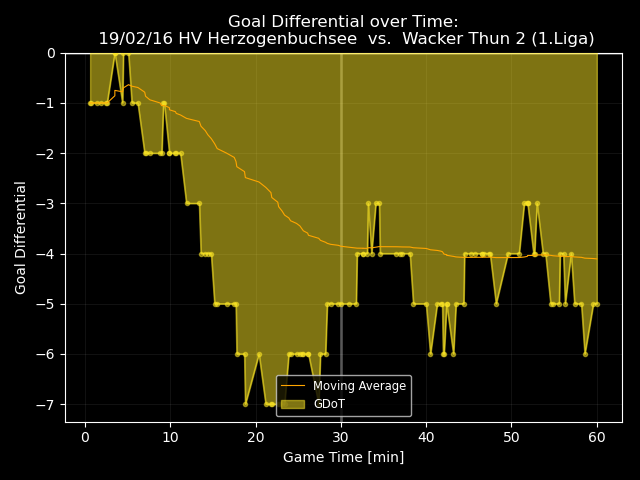 Goal Differential over Time:
19/02/16 HV Herzogenbuchsee  vs.  Wacker Thun 2 (1.Liga)
0
−1
−2
−3
−4
−5
−6
−7
Goal Differential
Moving Average
GDoT
0 10 20 30 40 50 60
Game Time [min]